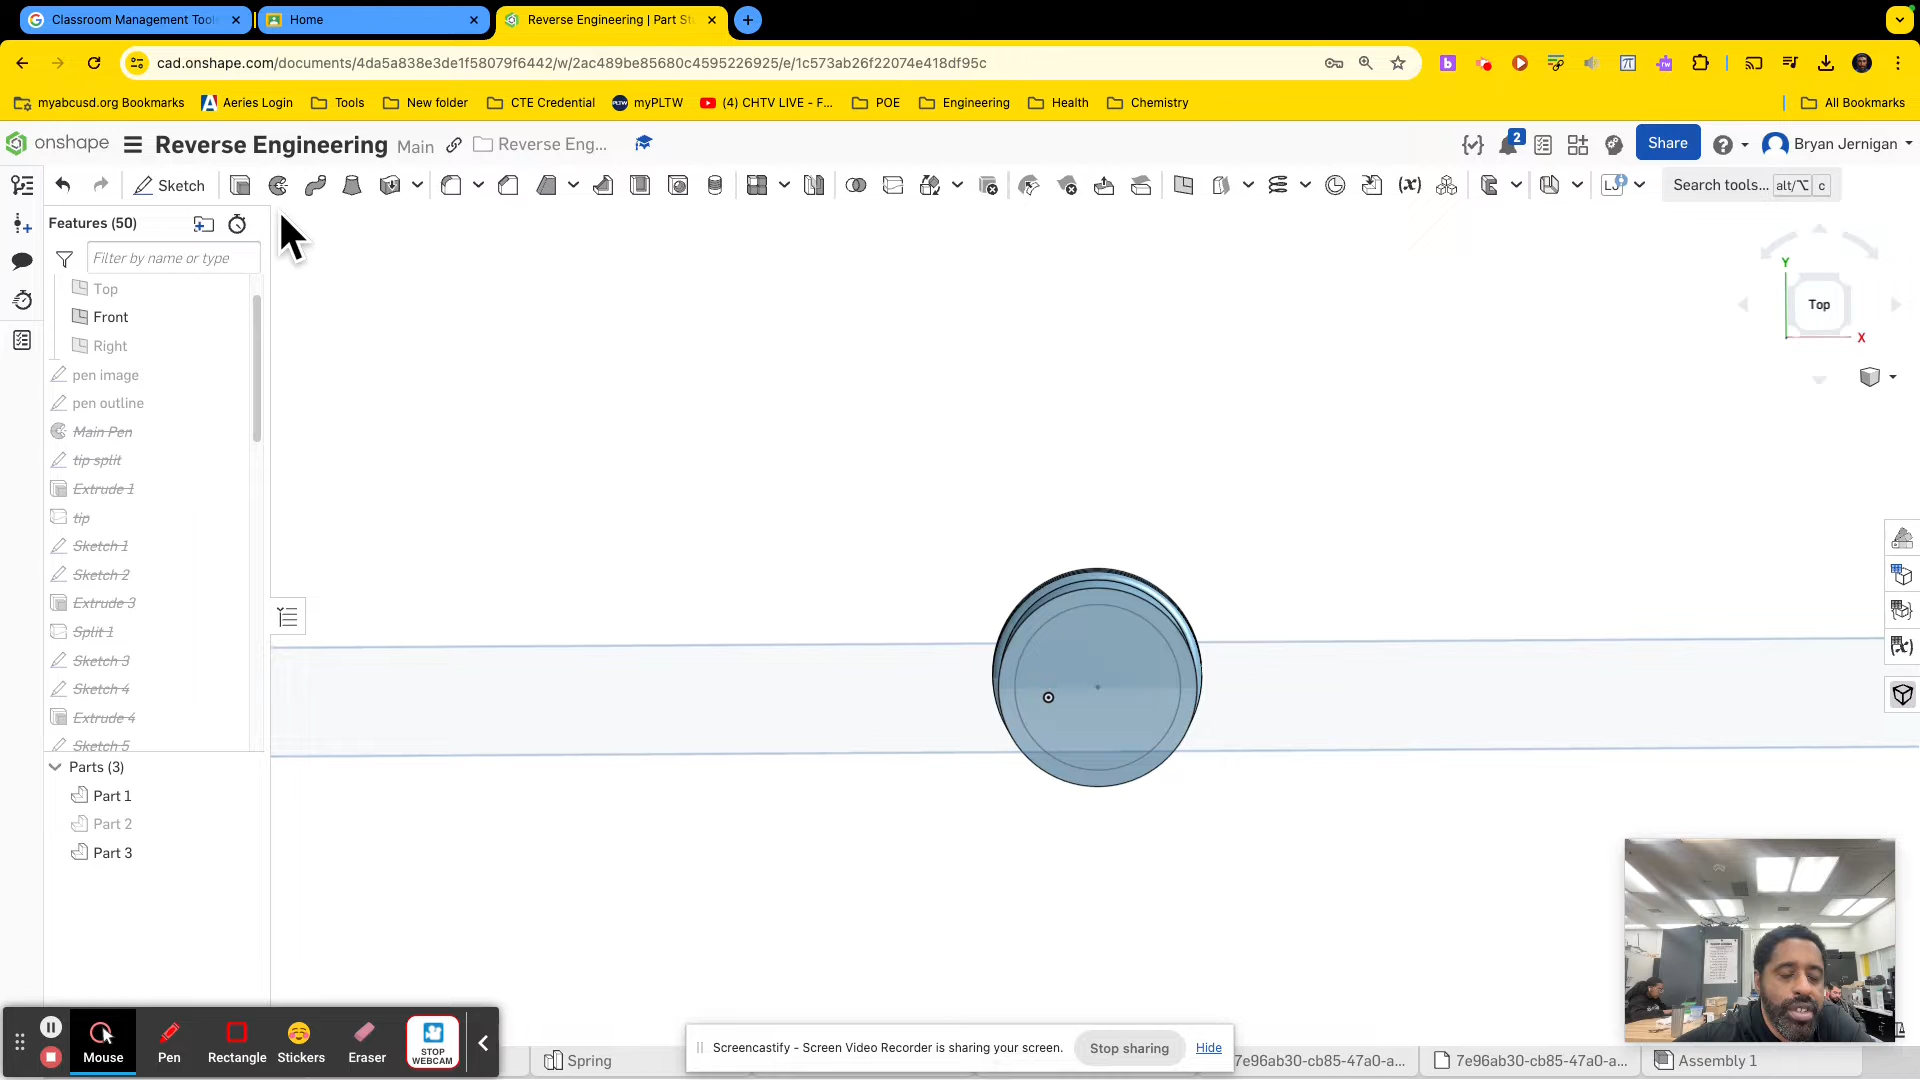 Classroom Management Tool
Home
Reverse Engineering | Part St
cad.onshape.com/documents/4da5a838e3de1f58079f6442/w/2ac489be85680c4595226925/e/1c573ab26f22074e418df95c
myabcusd.org Bookmarks
Aeries Login
Tools
New folder
CTE Credential
myPLTW
(4) CHTV LIVE - F...
POE
Engineering
Health
Chemistry
All Bookmarks
onshape
Reverse Engineering
Main
Reverse Eng...
2
Share
Bryan Jernigan
Sketch
Search tools...
alt/⌥
c
Features (50)
Filter by name or type
Top
Front
Right
pen image
pen outline
Main Pen
tip split
Extrude 1
tip
Sketch 1
Sketch 2
Extrude 3
Split 1
Sketch 3
Sketch 4
Extrude 4
Sketch 5
Parts (3)
Part 1
Part 2
Part 3
Y
Top
X
Mouse
Pen
Rectangle
Stickers
Eraser
STOP
WEBCAM
Spring
Screencastify - Screen Video Recorder is sharing your screen.
Stop sharing
Hide
7e96ab30-cb85-47a0-a...
7e96ab30-cb85-47a0-a...
Assembly 1